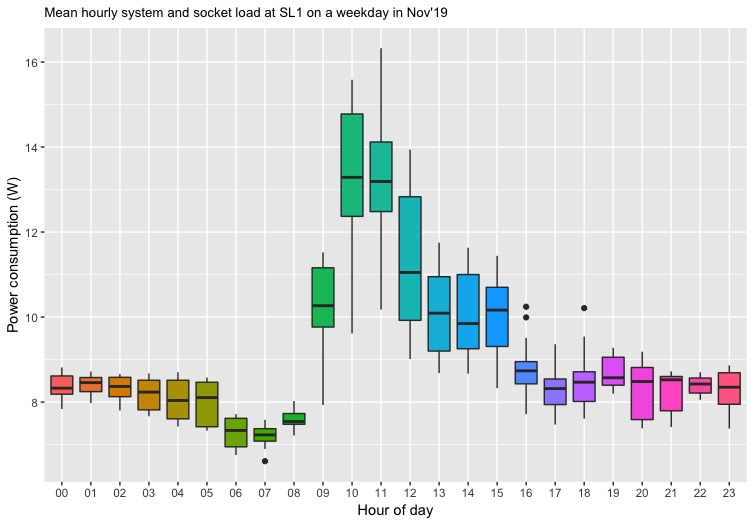 Mean hourly system and socket load at SL1 on a weekday in Nov'19
Power consumption (W)
16
14
12
10
8
00 01 02 03 04 05 06 07 08 09 10 11 12 13 14 15 16 17 18 19 20 21 22 23
Hour of day